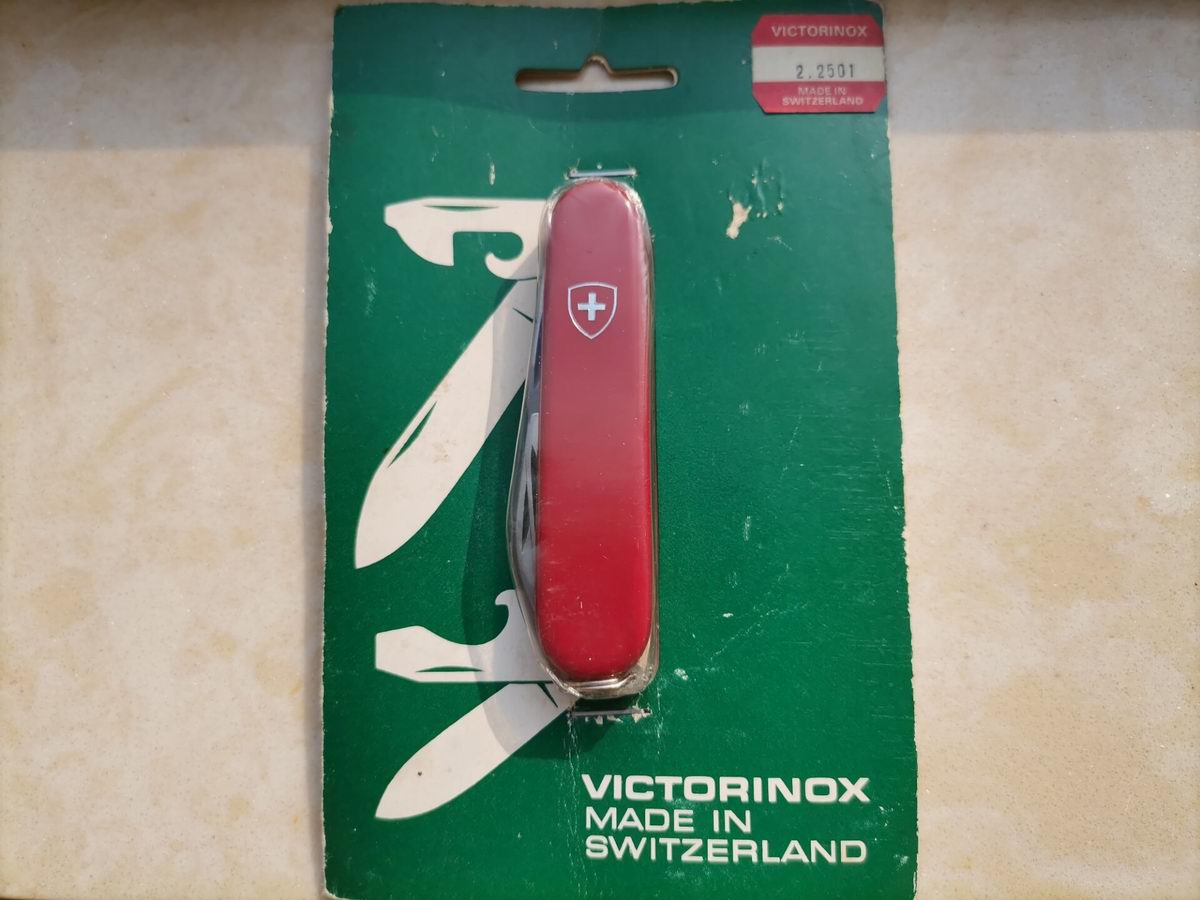 VICTORINOX
2.2501
MADE IN
SWITZERLAND
VICTORINOX
MADE IN
SWITZERLAND